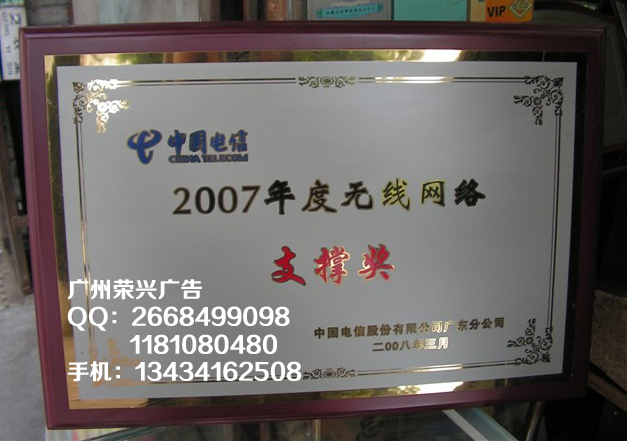 VIP
中国电信
CHINA TELECOM
2007年度无线网络
支撑奖
中国电信股份有限公司广东分公司
二00八年三月
广州荣兴广告
QQ：2668499098
1181080480
手机：13434162508